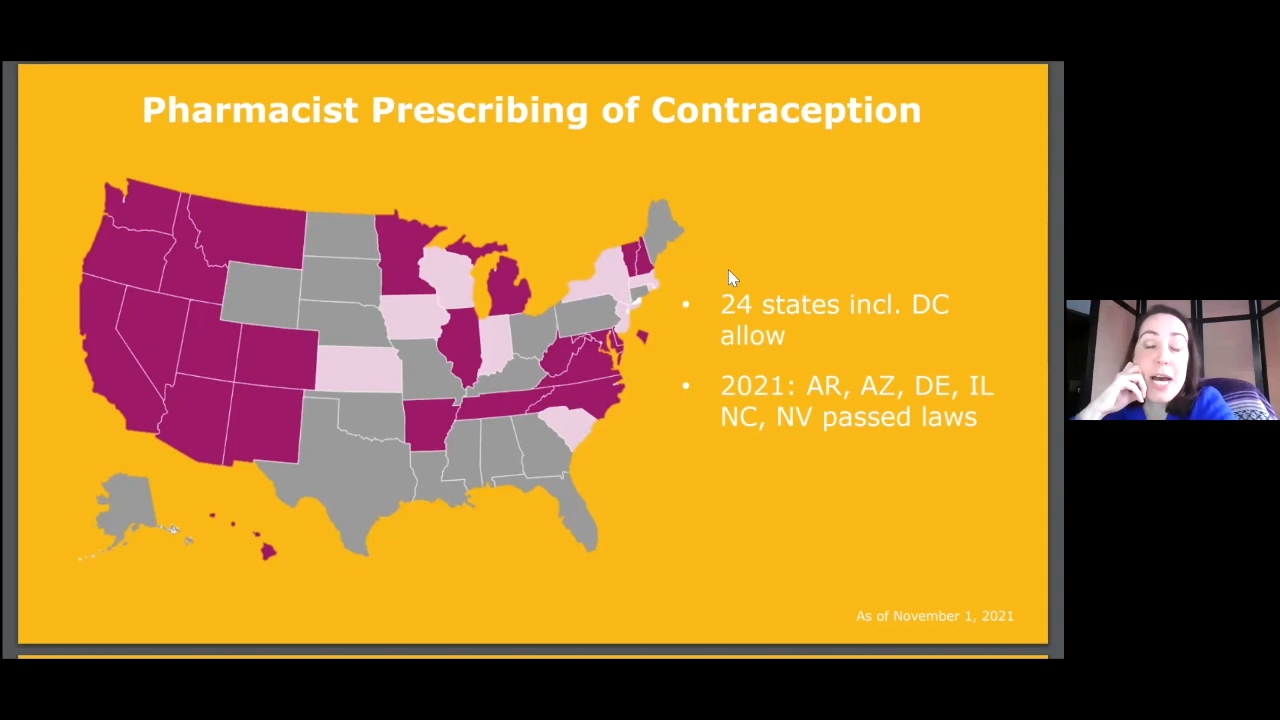 Pharmacist Prescribing of Contraception
• 24 states incl. DC
allow
• 2021: AR, AZ, DE, IL
NC, NV passed laws
As of November 1, 2021